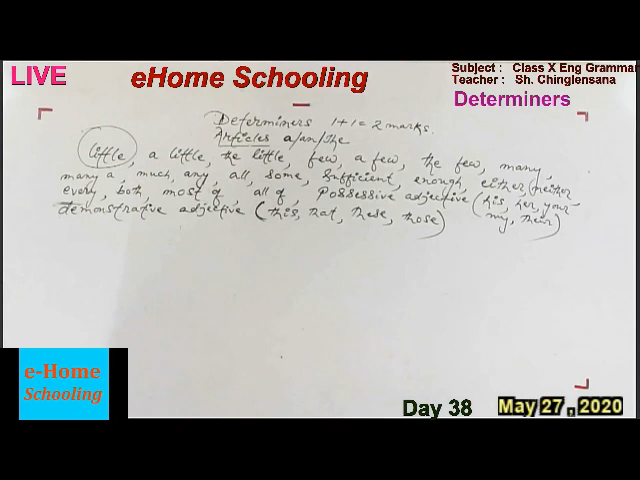 LIVE
eHome Schooling
Subject : Class X Eng Grammar
Teacher : Sh. Chinglensana
Determiners
Determiners 1+1=2 marks.
Articles a/an/the
little, a little, the little, few, a few, the few, many,
many a, much, any, all, some, sufficient, enough, either/neither
every, both, most of, all of, Possessive adjective (his, her, your
my, their)
demonstrative adjective (this, that, these, those)
e-Home
Schooling
Day 38
May 27 , 2020